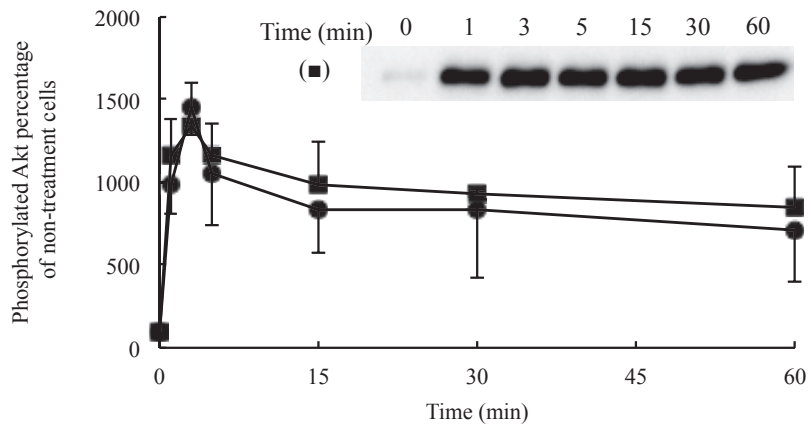 Time (min) 0 1 3 5 15 30 60
(■)
2000
1500
1000
500
0
Phosphorylated Akt percentage
of non-treatment cells
0 15 30 45 60
Time (min)